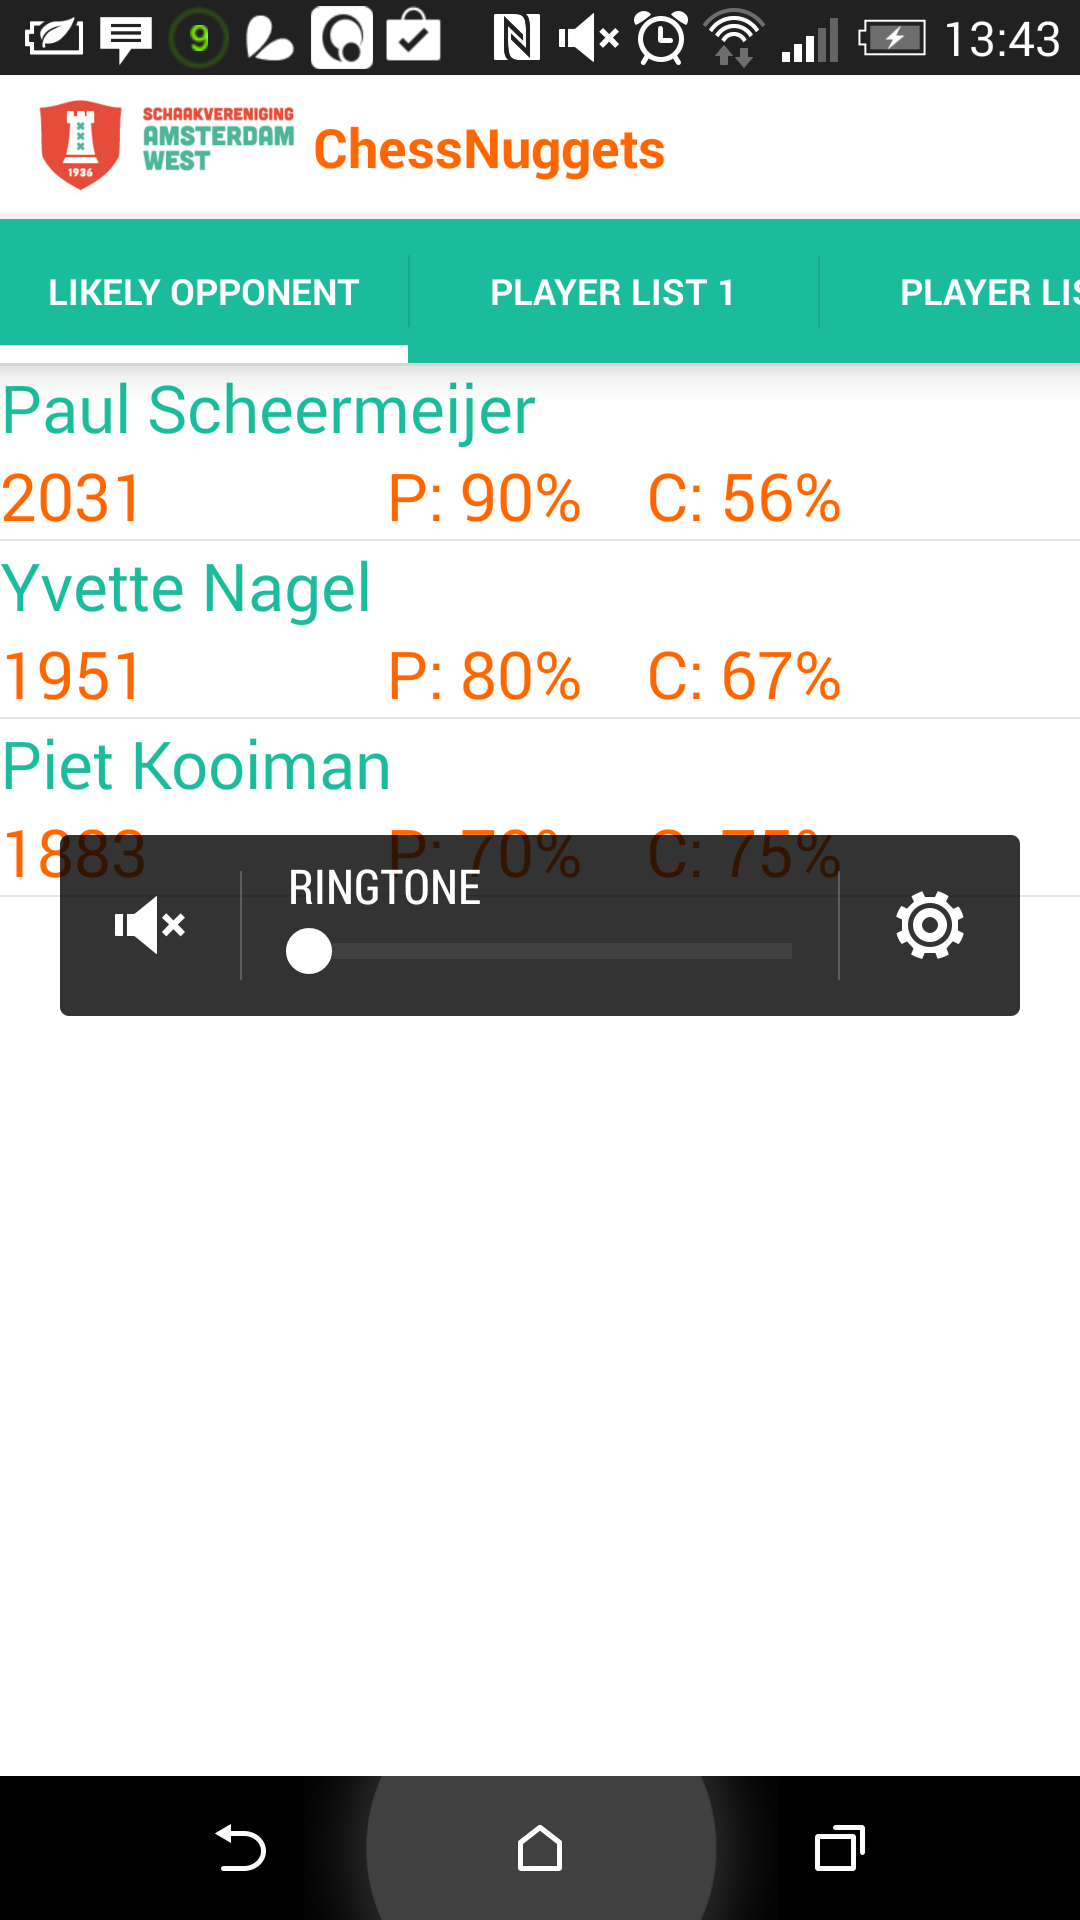 9
13:43
SCHAAKVERENIGING
AMSTERDAM
WEST
1936
ChessNuggets
LIKELY OPPONENT
PLAYER LIST 1
PLAYER LIS
Paul Scheermeijer
2031 P: 90% C: 56%
Yvette Nagel
1951 P: 80% C: 67%
Piet Kooiman
1883 P: 70% C: 75%
RINGTONE